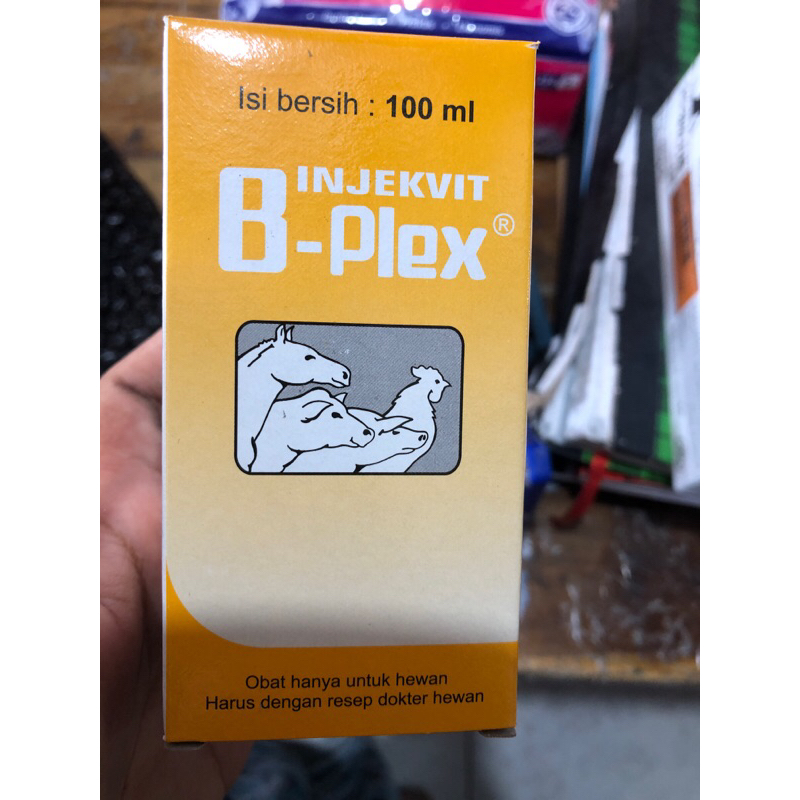 Isi bersih : 100 ml
INJEKVIT
B-Plex®
Obat hanya untuk hewan
Harus dengan resep dokter hewan